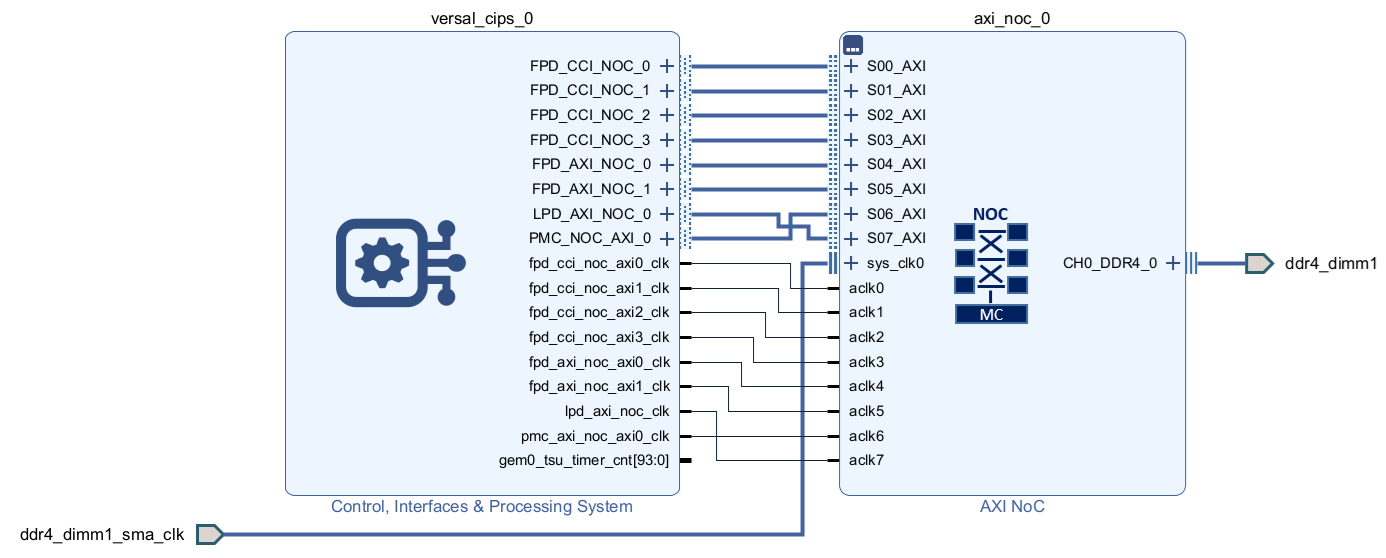 versal_cips_0
FPD_CCI_NOC_0
FPD_CCI_NOC_1
FPD_CCI_NOC_2
FPD_CCI_NOC_3
FPD_AXI_NOC_0
FPD_AXI_NOC_1
LPD_AXI_NOC_0
PMC_NOC_AXI_0
fpd_cci_noc_axi0_clk
fpd_cci_noc_axi1_clk
fpd_cci_noc_axi2_clk
fpd_cci_noc_axi3_clk
fpd_axi_noc_axi0_clk
fpd_axi_noc_axi1_clk
lpd_axi_noc_clk
pmc_axi_noc_axi0_clk
gem0_tsu_timer_cnt[93:0]
Control, Interfaces & Processing System
axi_noc_0
S00_AXI
S01_AXI
S02_AXI
S03_AXI
S04_AXI
S05_AXI
S06_AXI
S07_AXI
sys_clk0
aclk0
aclk1
aclk2
aclk3
aclk4
aclk5
aclk6
aclk7
NOC
MC
CH0_DDR4_0
AXI NoC
ddr4_dimm1
ddr4_dimm1_sma_clk